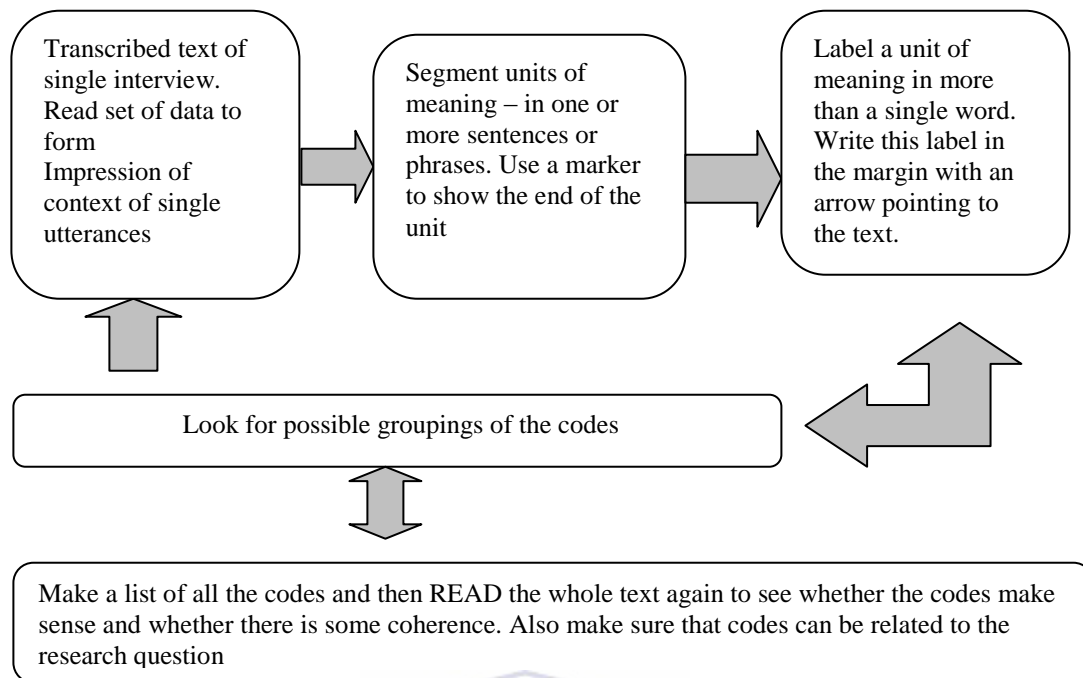 Transcribed text of
single interview.
Read set of data to
form
Impression of
context of single
utterances
Segment units of
meaning – in one or
more sentences or
phrases. Use a marker
to show the end of the
unit
Label a unit of
meaning in more
than a single word.
Write this label in
the margin with an
arrow pointing to
the text.
Look for possible groupings of the codes
Make a list of all the codes and then READ the whole text again to see whether the codes make
sense and whether there is some coherence. Also make sure that codes can be related to the
research question